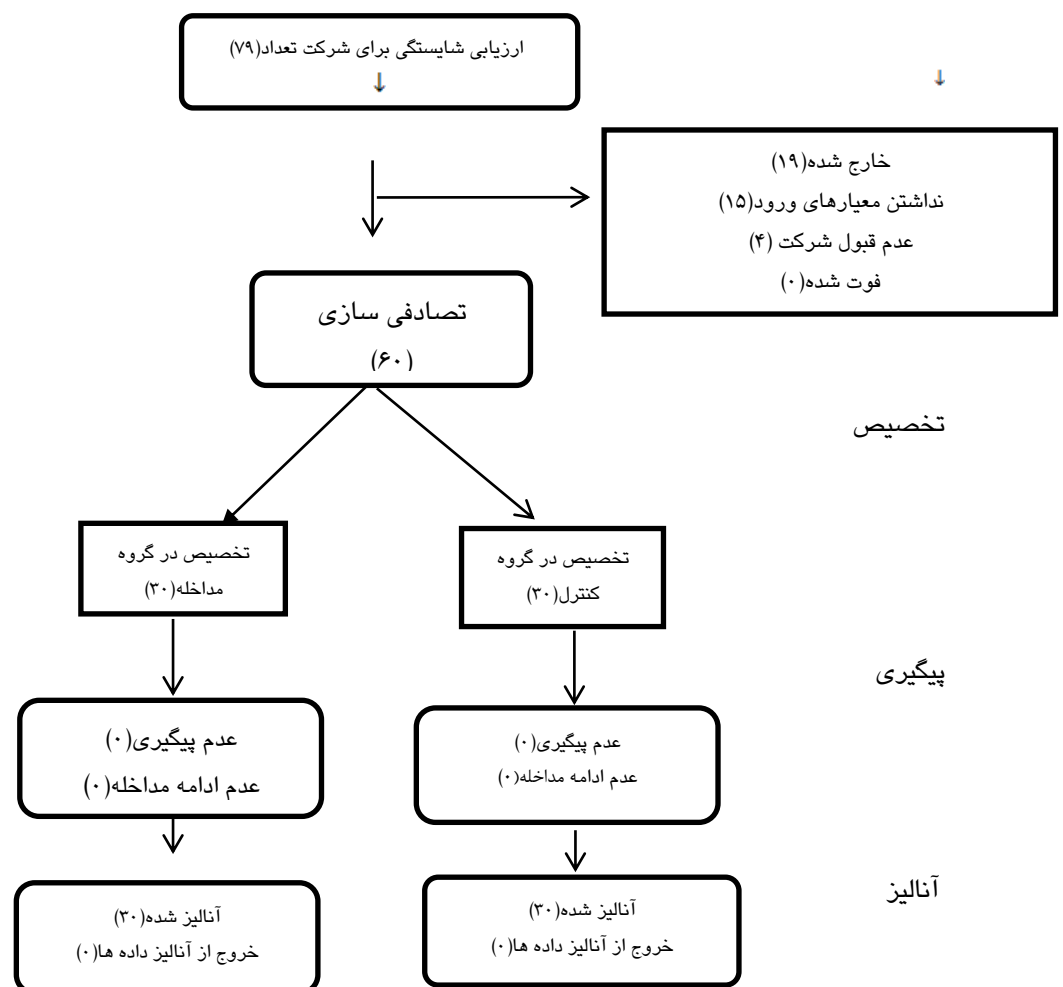 ارزیابی شایستگی برای شرکت تعداد(۷۹)
↓
↓
خارج شده(۱۹)
نداشتن معیارهای ورود(۱۵)
عدم قبول شرکت (۴)
فوت شده(۰)
تصادفی سازی
(۶۰)
تخصیص
تخصیص در گروه
کنترل(۳۰)
تخصیص در گروه
مداخله(۳۰)
پیگیری
عدم پیگیری(۰)
عدم ادامه مداخله(۰)
عدم پیگیری(۰)
عدم ادامه مداخله(۰)
آنالیز
آنالیز شده(۳۰)
خروج از آنالیز داده ها(۰)
آنالیز شده(۳۰)
خروج از آنالیز داده ها(۰)